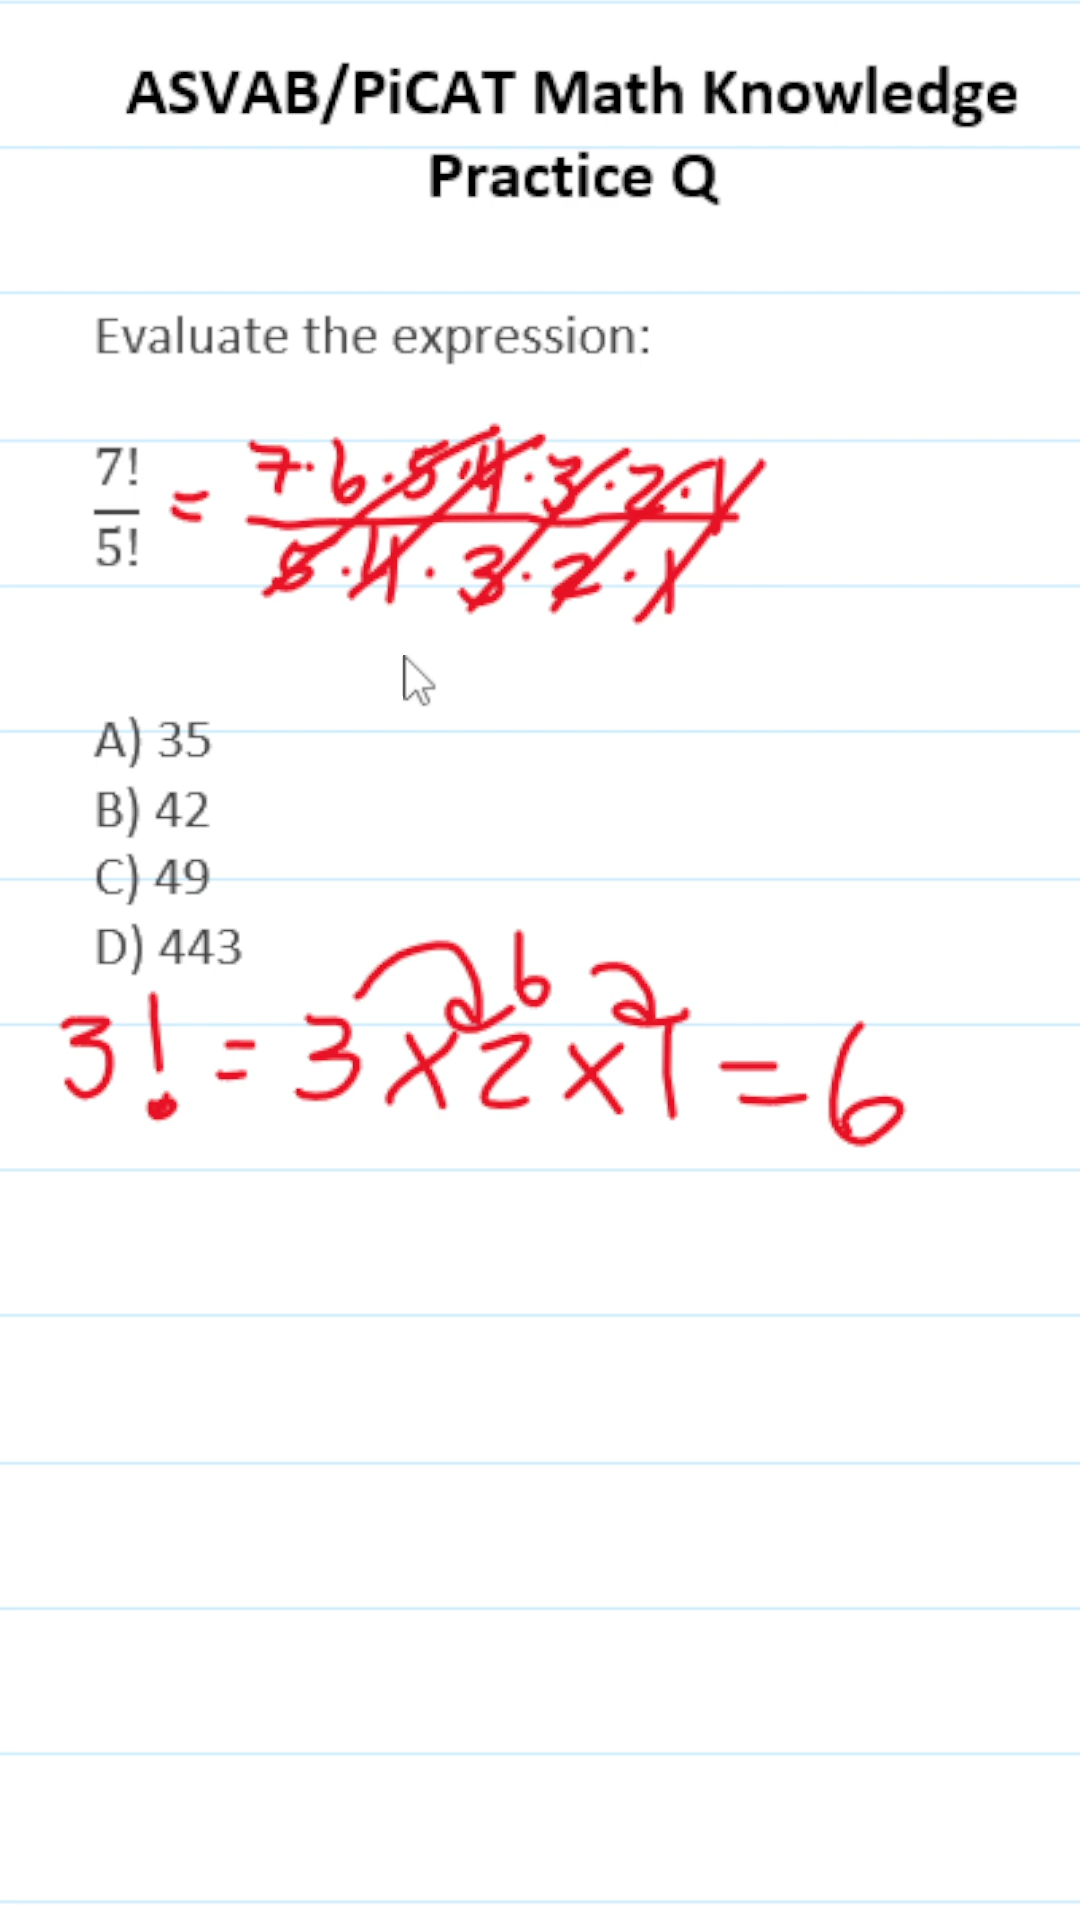 ASVAB/PiCAT Math Knowledge
Practice Q
Evaluate the expression:
7!/5! = 7·6·5·4·3·2·1/5·4·3·2·1
A) 35
B) 42
C) 49
D) 443
6
3! = 3 x 2 x 1 = 6